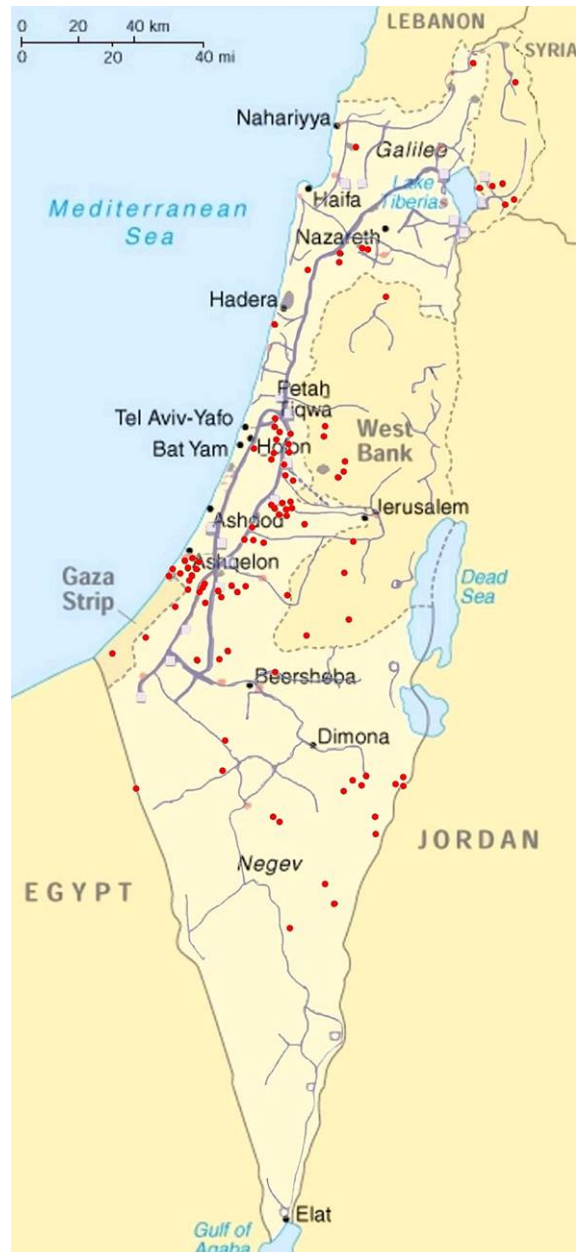 0 20 40 km
0 20 40 mi
LEBANON
SYRIA
Nahariyya
Galilee
Haifa
Lake
Tiberias
Mediterranean
Sea
Nazareth
Hadera
Petah
Tiqwa
Tel Aviv-Yafo
Bat Yam
Holon
West
Bank
Jerusalem
Ashdod
Ashqelon
Gaza
Strip
Dead
Sea
Beersheba
Dimona
JORDAN
Negev
EGYPT
Elat
Gulf of
Aqaba